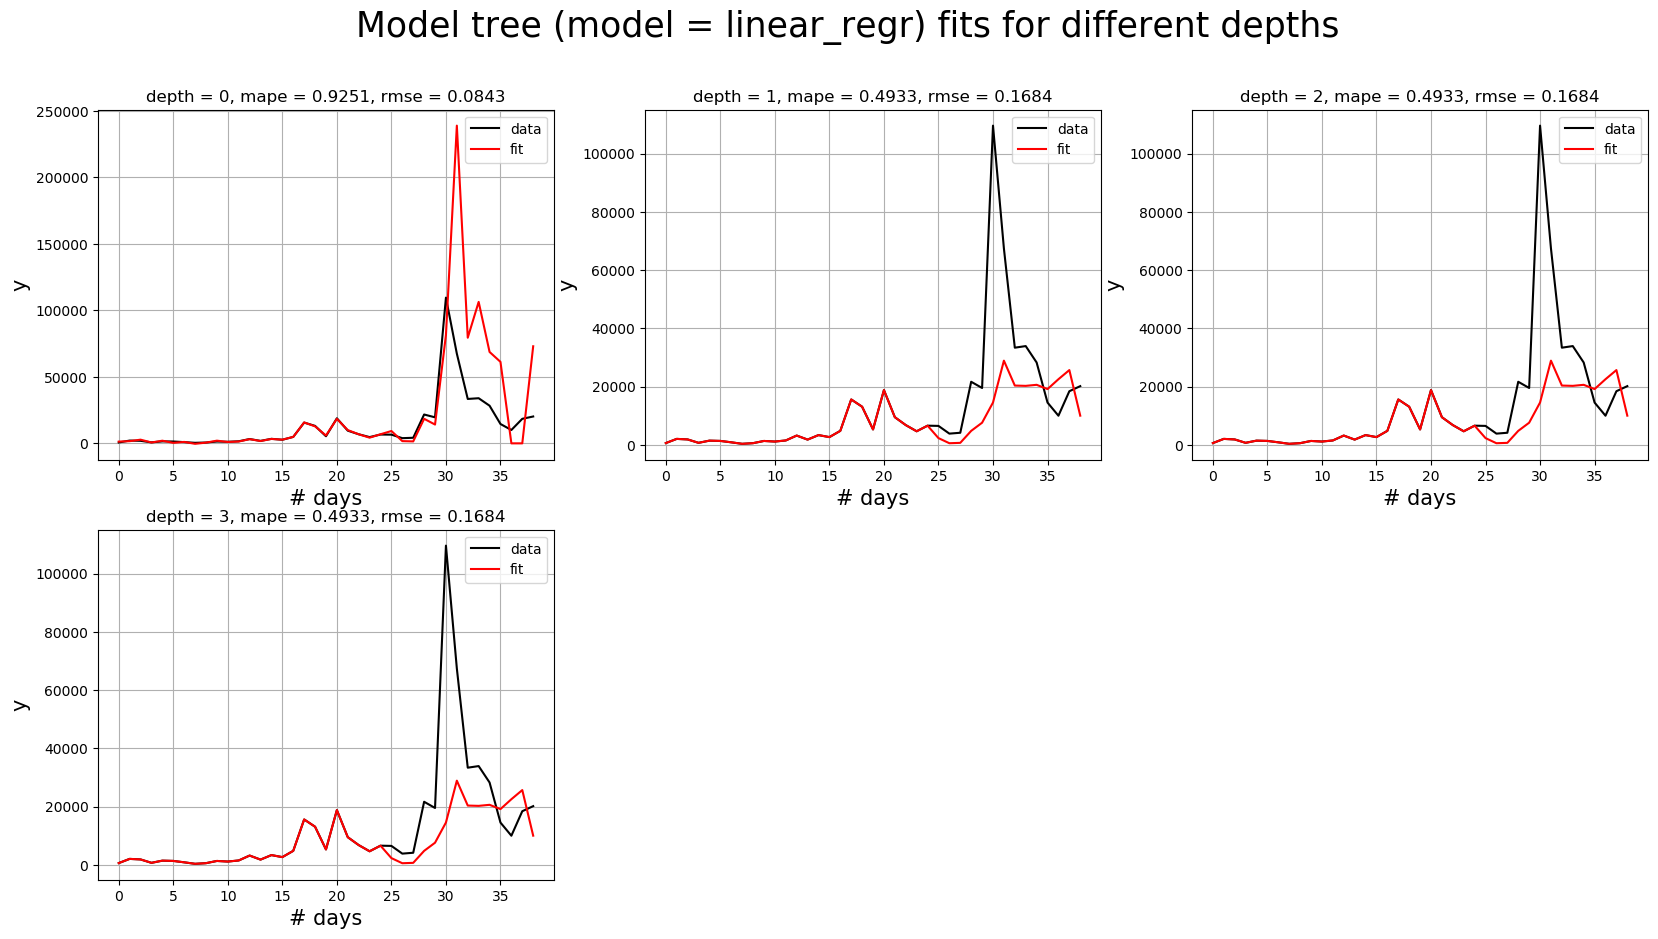 Model tree (model = linear_regr) fits for different depths
depth = 0, mape = 0.9251, rmse = 0.0843
250000
200000
150000
100000
50000
0
y
data
fit
0 5 10 15 20 25 30 35
# days
depth = 1, mape = 0.4933, rmse = 0.1684
100000
80000
60000
40000
20000
0
y
data
fit
0 5 10 15 20 25 30 35
# days
depth = 2, mape = 0.4933, rmse = 0.1684
100000
80000
60000
40000
20000
0
y
data
fit
0 5 10 15 20 25 30 35
# days
depth = 3, mape = 0.4933, rmse = 0.1684
100000
80000
60000
40000
20000
0
y
data
fit
0 5 10 15 20 25 30 35
# days